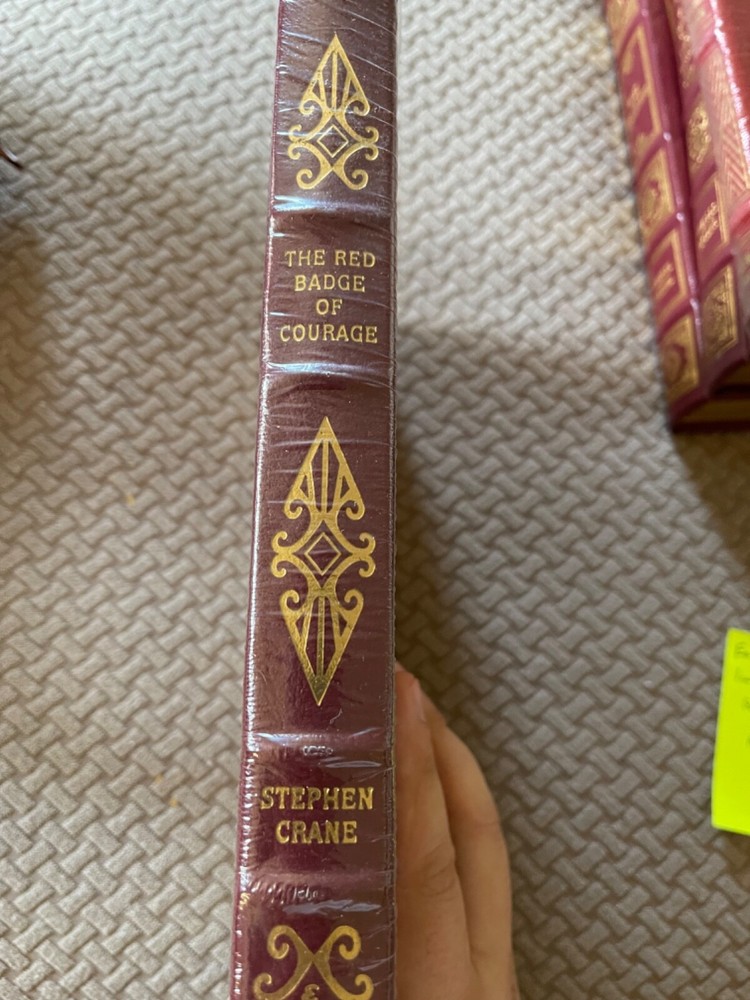 THE RED
BADGE
OF
COURAGE
STEPHEN
CRANE